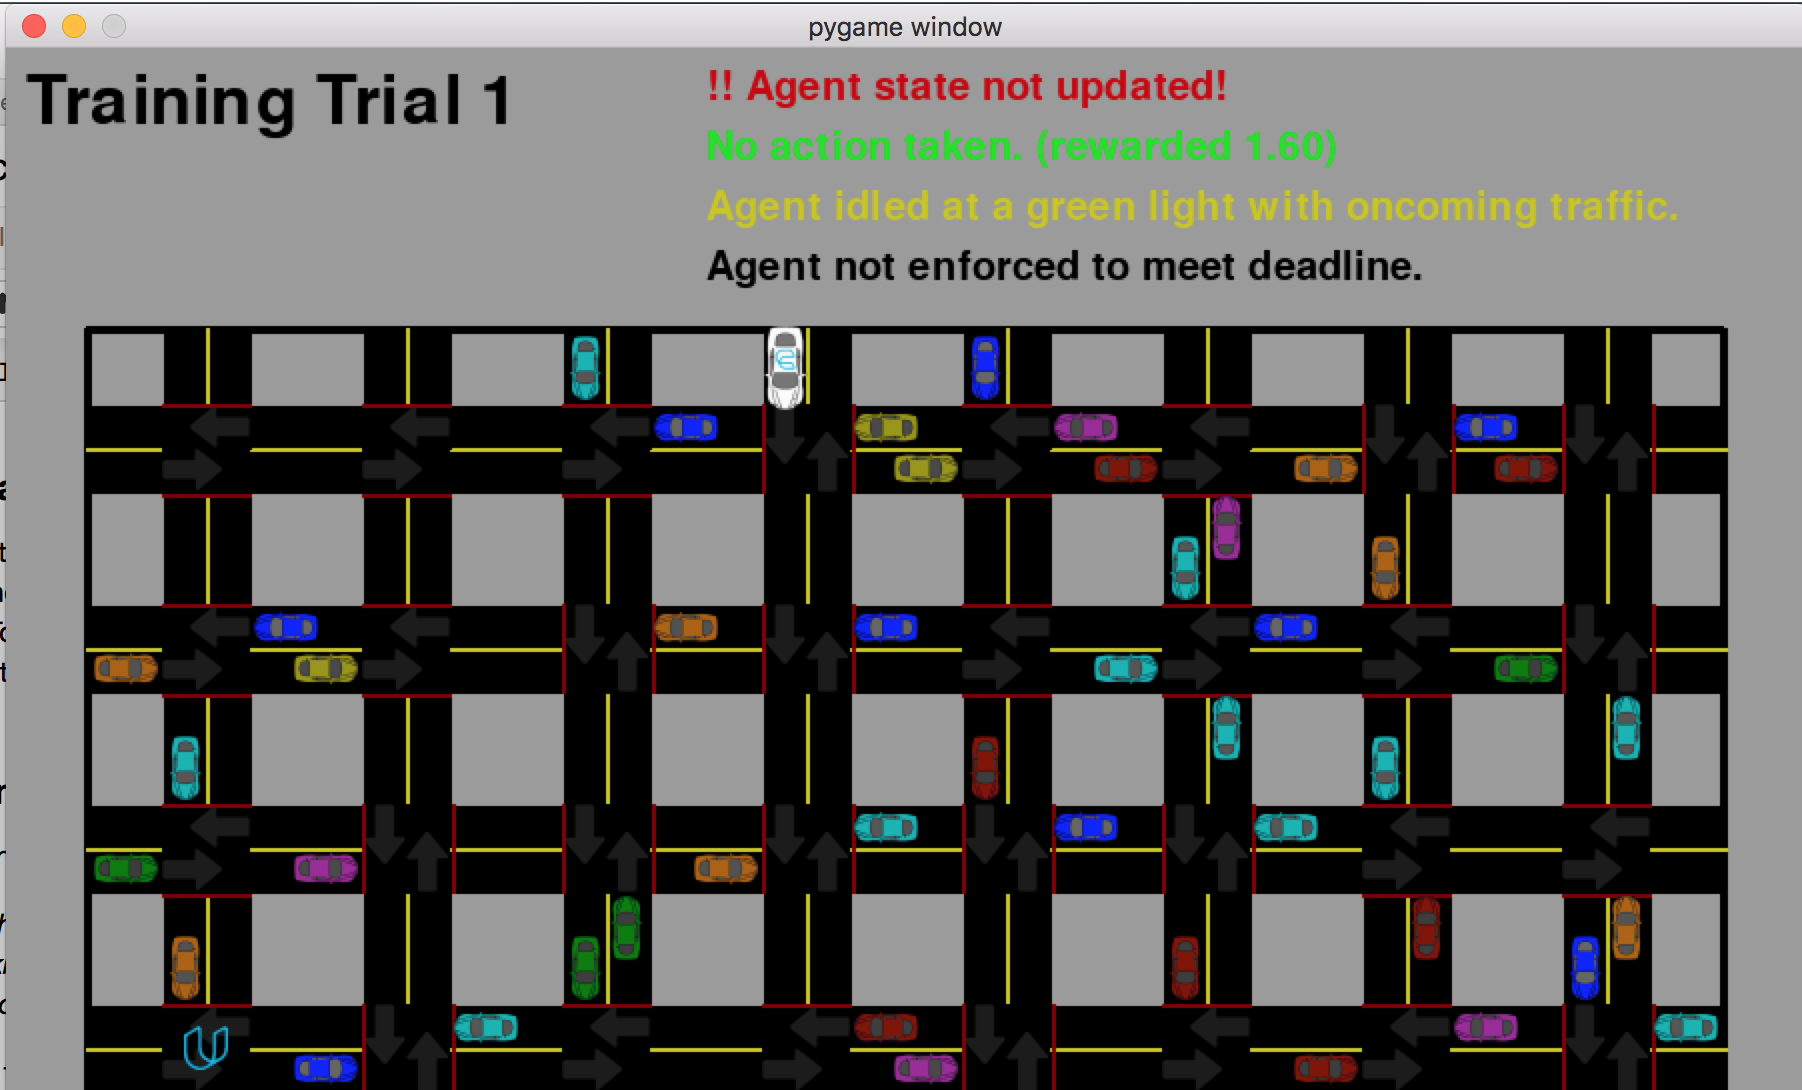 pygame window
Training Trial 1
!! Agent state not updated!
No action taken. (rewarded 1.60)
Agent idled at a green light with oncoming traffic.
Agent not enforced to meet deadline.